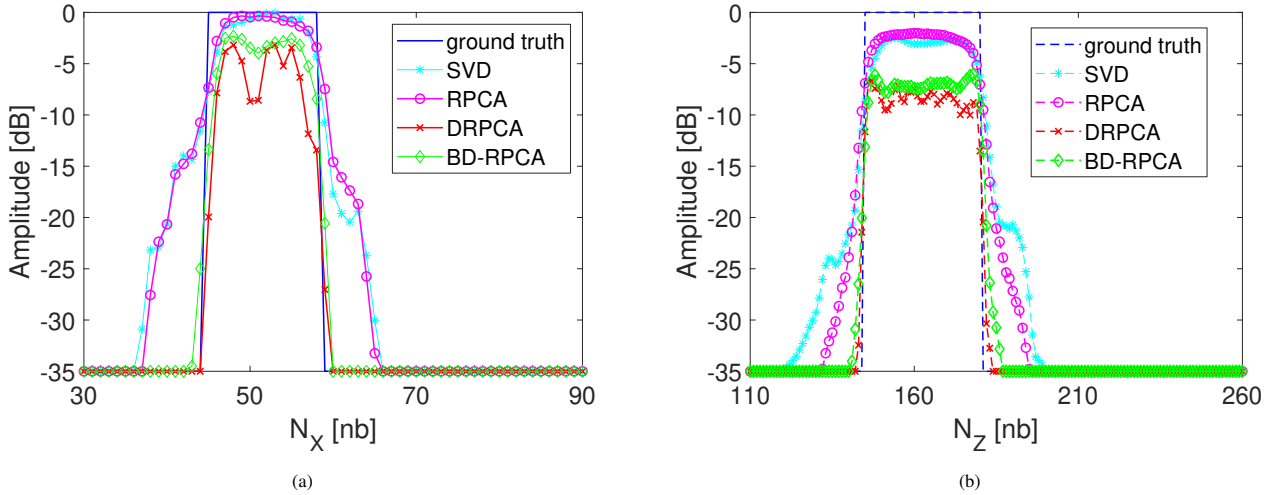 0
-5
-10
-15
-20
-25
-30
-35
Amplitude [dB]
30
50
70
90
N_X [nb]
ground truth
SVD
RPCA
DRPCA
BD-RPCA
(a)
0
-5
-10
-15
-20
-25
-30
-35
Amplitude [dB]
110
160
210
260
N_Z [nb]
ground truth
SVD
RPCA
DRPCA
BD-RPCA
(b)